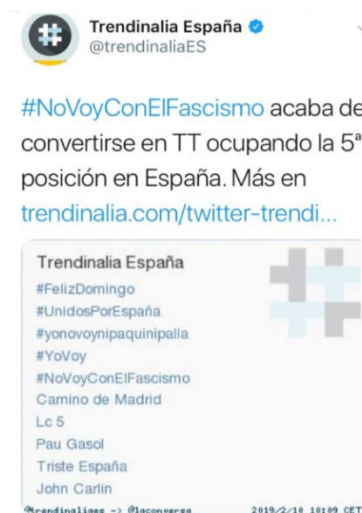 Trendinalia España
@trendinaliaES
#NoVoyConElFascismo acaba de
convertirse en TT ocupando la 5ª
posición en España. Más en
trendinalia.com/twitter-trendi...
Trendinalia España
#FelizDomingo
#UnidosPorEspaña
#yonovoynipaquinipalla
#YoVoy
#NoVoyConElFascismo
Camino de Madrid
Lc 5
Pau Gasol
Triste España
John Carlin
@trendinaliaes -> @laconversa 2019/2/10 10:09 CET